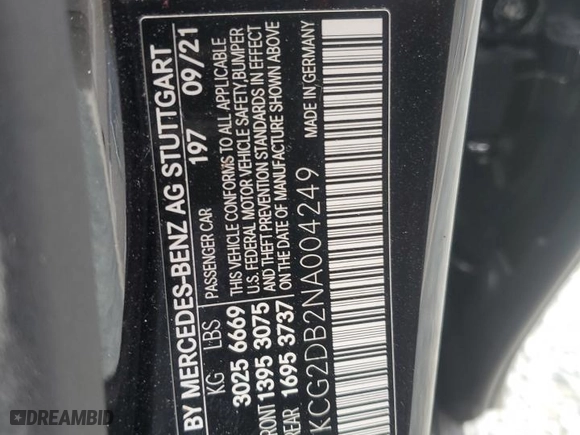 BY MERCEDES-BENZ AG STUTTGART
197 09/21
KG LBS PASSENGER CAR
3025 6669 THIS VEHICLE CONFORMS TO ALL APPLICABLE
U.S. FEDERAL MOTOR VEHICLE SAFETY, BUMPER
FRONT 1395 3075 AND THEFT PREVENTION STANDARDS IN EFFECT
REAR 1695 3737 ON THE DATE OF MANUFACTURE SHOWN ABOVE
KCG2DB2NA004249 MADE IN GERMANY
DREAMBID